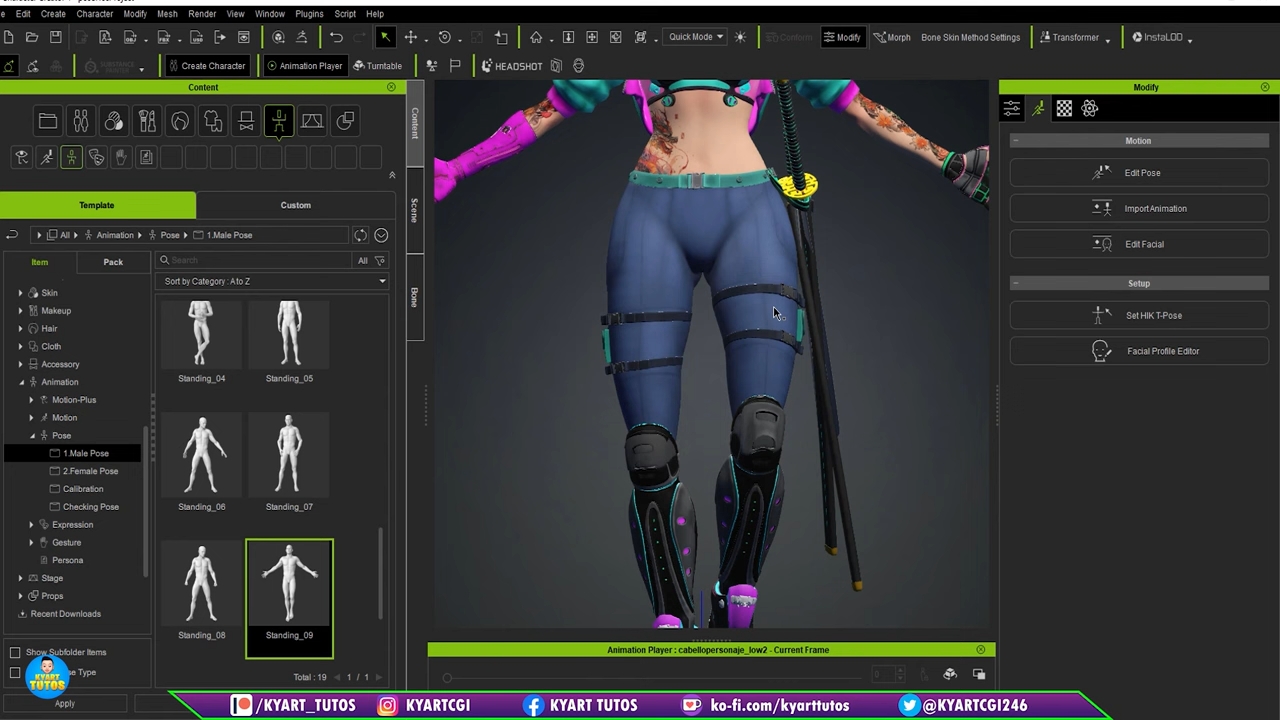 Edit Create Character Modify Mesh Render View Window Plugins Script Help
Quick Mode Conform Modify Morph Bone Skin Method Settings Transformer InstaLOD
Create Character Animation Player Turntable HEADSHOT
Content
Template Custom
All Animation Pose 1.Male Pose
Item Pack
Search All
Sort by Category : A to Z
Skin
Makeup
Hair
Cloth
Accessory
Animation
Motion-Plus
Motion
Pose
1.Male Pose
2.Female Pose
Calibration
Checking Pose
Expression
Gesture
Persona
Stage
Props
Recent Downloads
Show Subfolder Items
Type
Apply
Standing_04 Standing_05
Standing_06 Standing_07
Standing_08 Standing_09
Total : 19 1 / 1
Content
Scene
Bone
Modify
Motion
Edit Pose
Import Animation
Edit Facial
Setup
Set HIK T-Pose
Facial Profile Editor
Animation Player : cabellopersonaje_low2 - Current Frame
0
KYART
TUTOS
/KYART_TUTOS KYARTCGI KYART TUTOS ko-fi.com/kyarttutos @KYARTCGI246